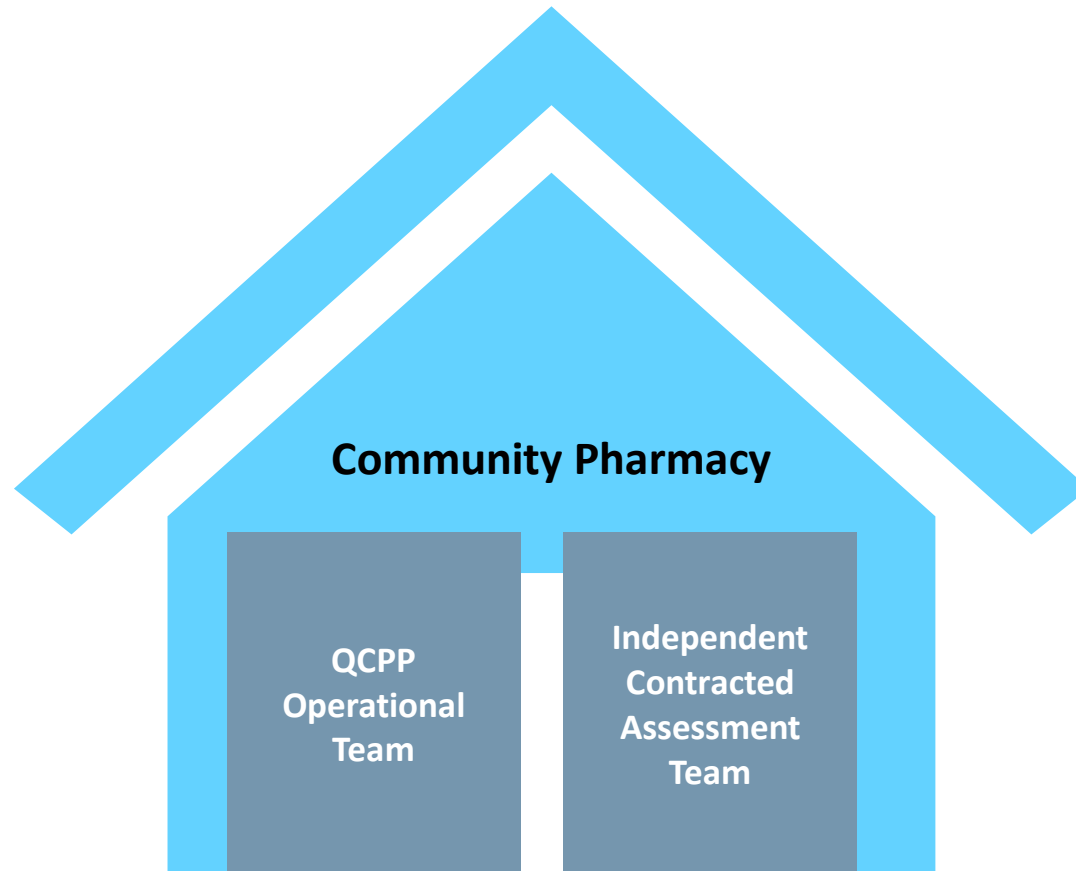 Community Pharmacy
QCPP
Operational
Team
Independent
Contracted
Assessment
Team